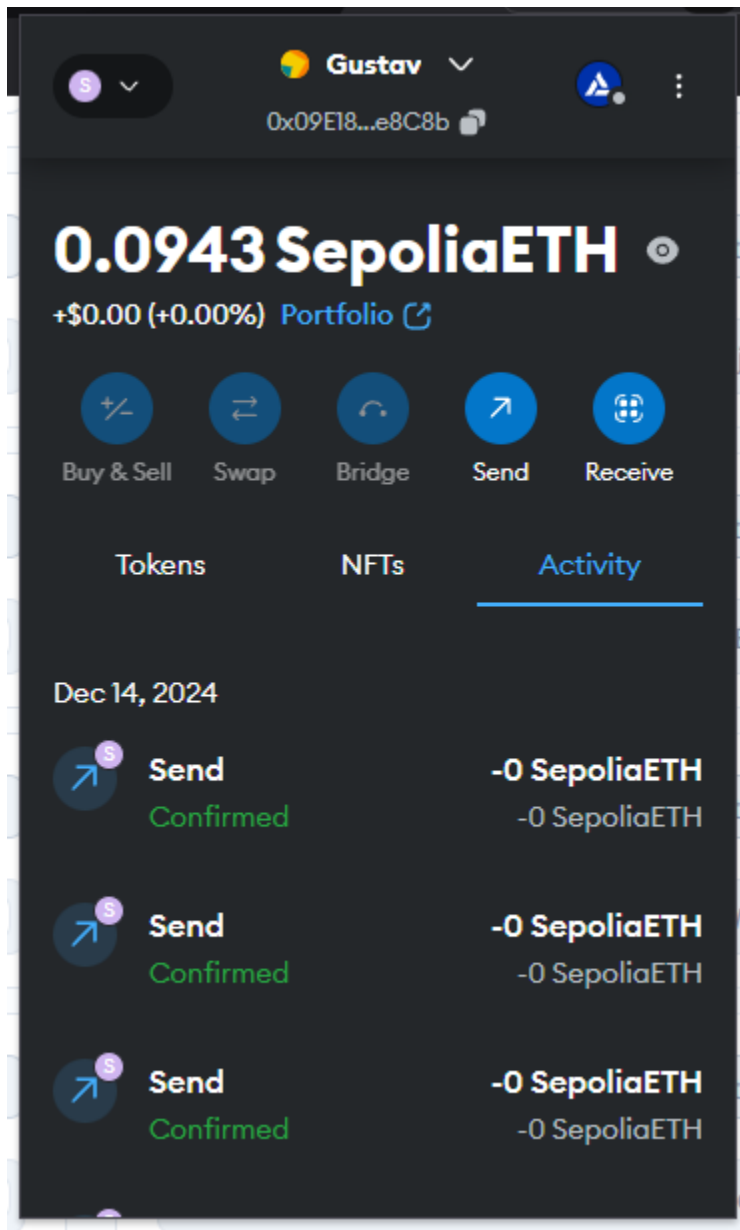 S
Gustav
0x09E18...e8C8b
0.0943 SepoliaETH
+$0.00 (+0.00%) Portfolio
Buy & Sell Swap Bridge Send Receive
Tokens NFTs Activity
Dec 14, 2024
S
Send -0 SepoliaETH
Confirmed -0 SepoliaETH
S
Send -0 SepoliaETH
Confirmed -0 SepoliaETH
S
Send -0 SepoliaETH
Confirmed -0 SepoliaETH